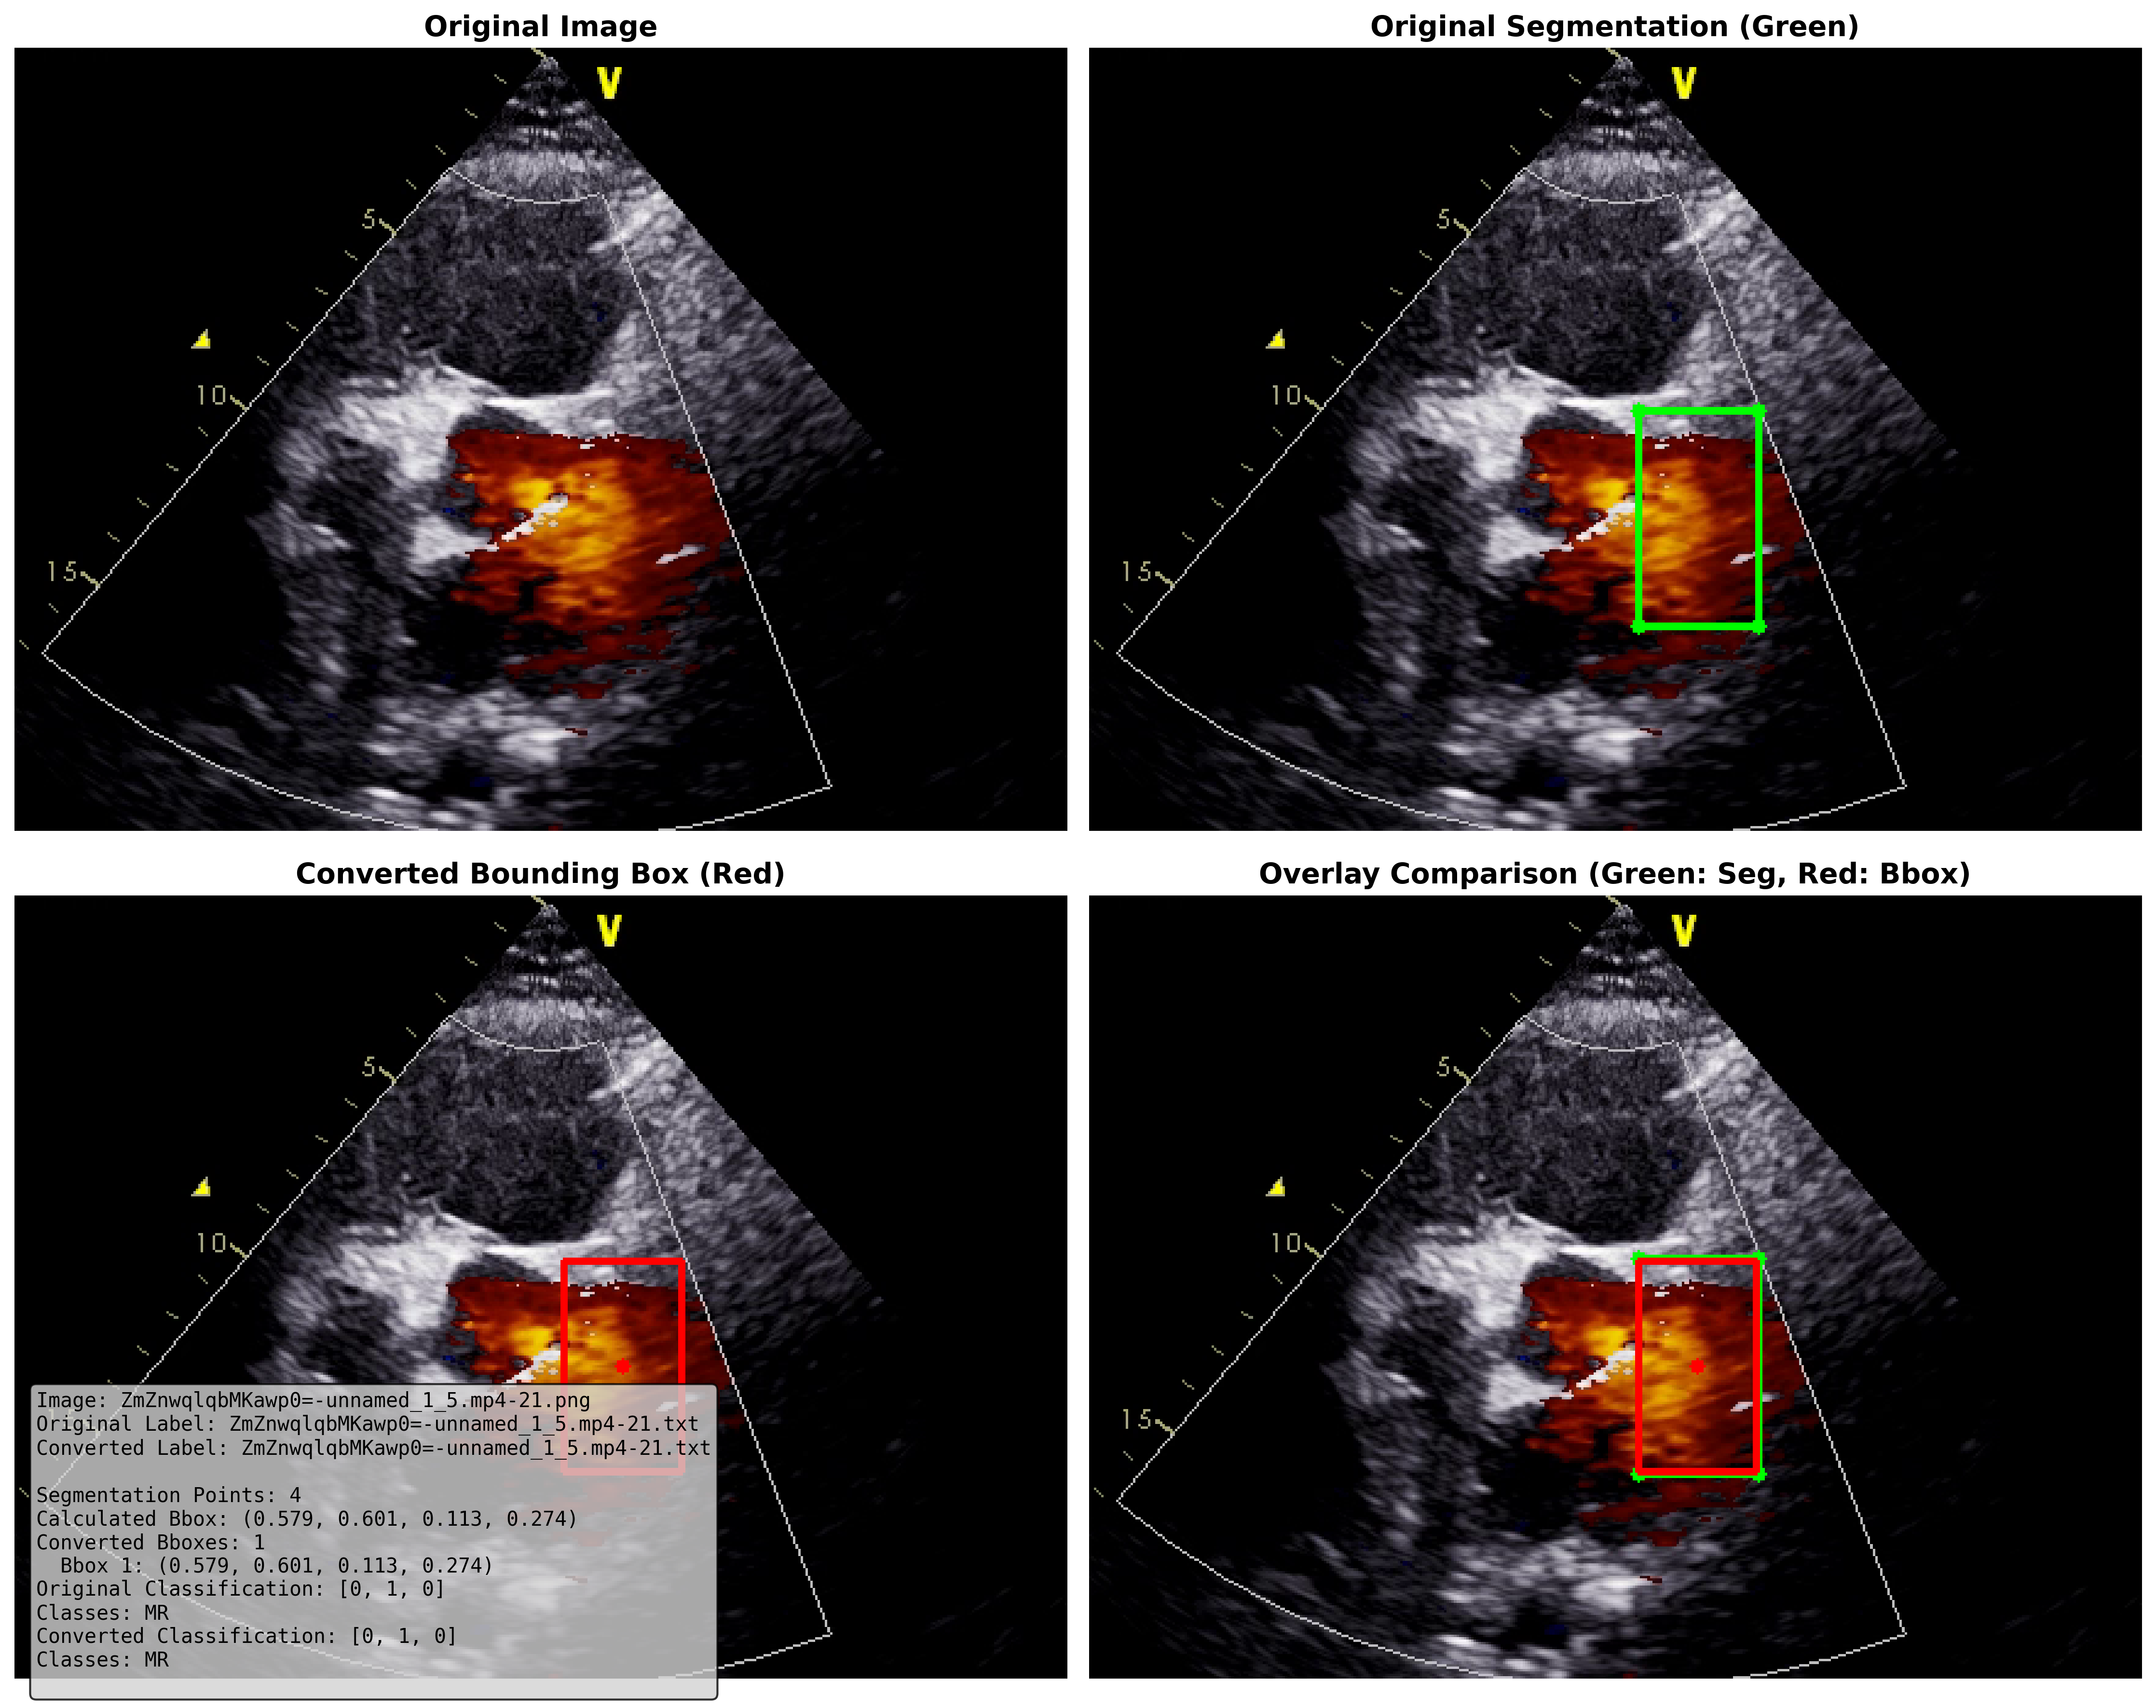 Original Image
Original Segmentation (Green)
V
5
10
15
V
5
10
15
Converted Bounding Box (Red)
Overlay Comparison (Green: Seg, Red: Bbox)
V
5
10
Image: ZmZnwqlqbMKawp0=-unnamed_1_5.mp4-21.png
Original Label: ZmZnwqlqbMKawp0=-unnamed_1_5.mp4-21.txt
Converted Label: ZmZnwqlqbMKawp0=-unnamed_1_5.mp4-21.txt
Segmentation Points: 4
Calculated Bbox: (0.579, 0.601, 0.113, 0.274)
Converted Bboxes: 1
Bbox 1: (0.579, 0.601, 0.113, 0.274)
Original Classification: [0, 1, 0]
Classes: MR
Converted Classification: [0, 1, 0]
Classes: MR
V
5
10
15